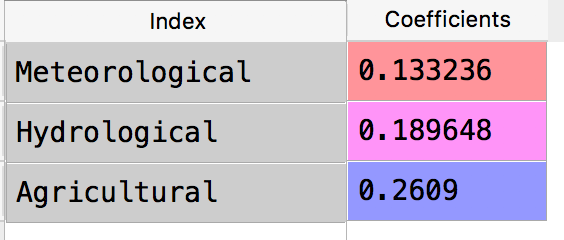 Index Coefficients
Meteorological 0.133236
Hydrological 0.189648
Agricultural 0.2609